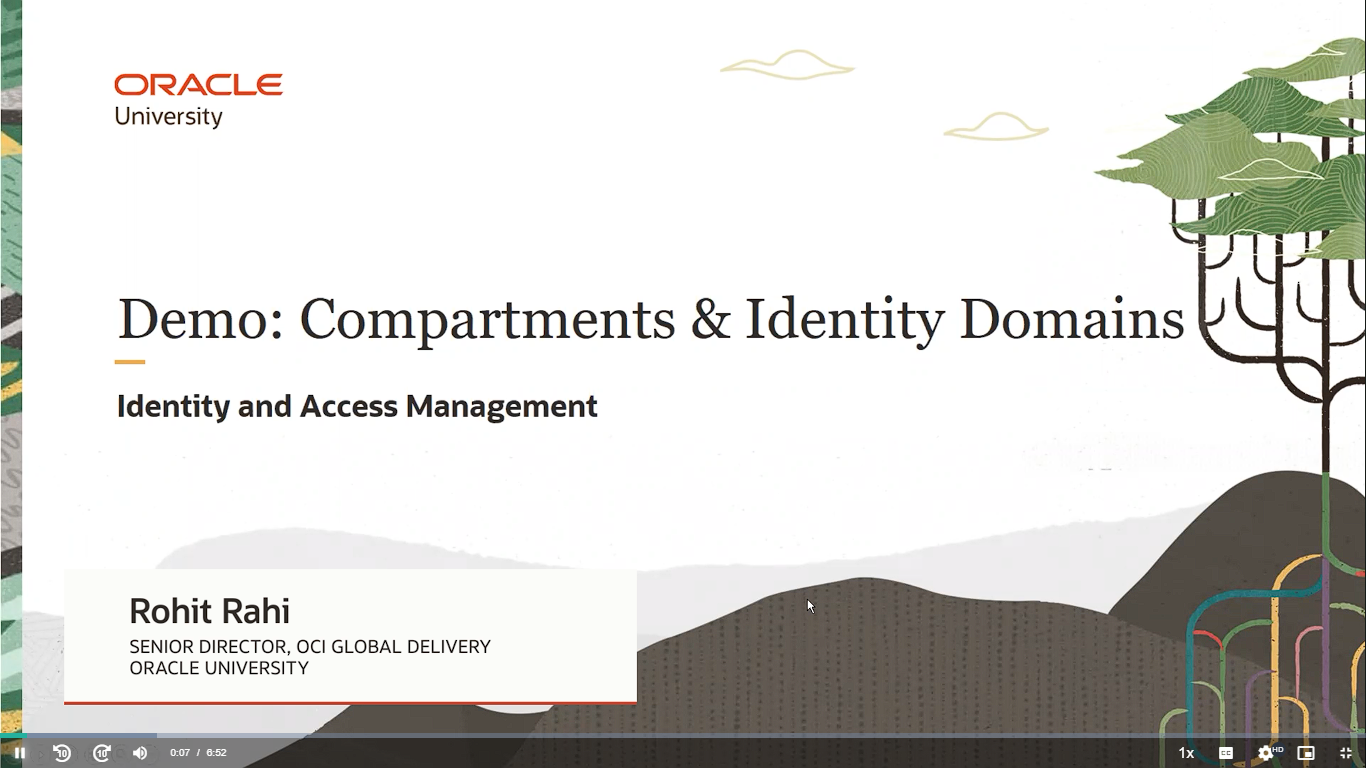 ORACLE
University
Demo: Compartments & Identity Domains
Identity and Access Management
Rohit Rahi
SENIOR DIRECTOR, OCI GLOBAL DELIVERY
ORACLE UNIVERSITY
10 10 0:07 / 6:52 1x CC HD